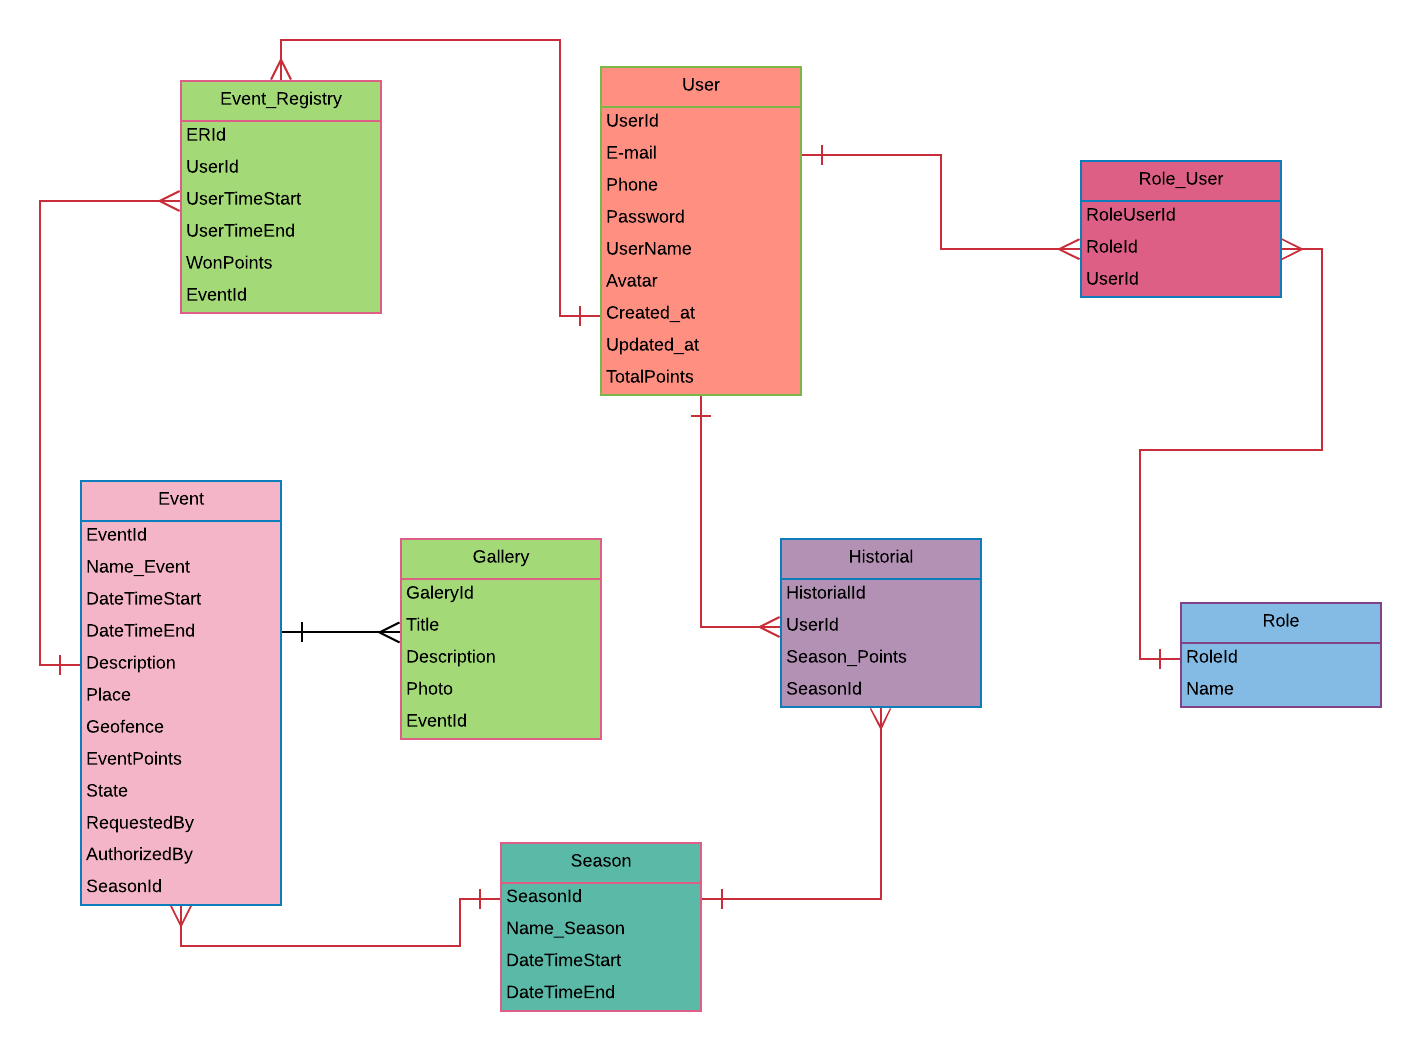 Event_Registry
ERId
UserId
UserTimeStart
UserTimeEnd
WonPoints
EventId
User
UserId
E-mail
Phone
Password
UserName
Avatar
Created_at
Updated_at
TotalPoints
Role_User
RoleUserId
RoleId
UserId
Event
EventId
Name_Event
DateTimeStart
DateTimeEnd
Description
Place
Geofence
EventPoints
State
RequestedBy
AuthorizedBy
SeasonId
Gallery
GaleryId
Title
Description
Photo
EventId
Historial
HistorialId
UserId
Season_Points
SeasonId
Role
RoleId
Name
Season
SeasonId
Name_Season
DateTimeStart
DateTimeEnd